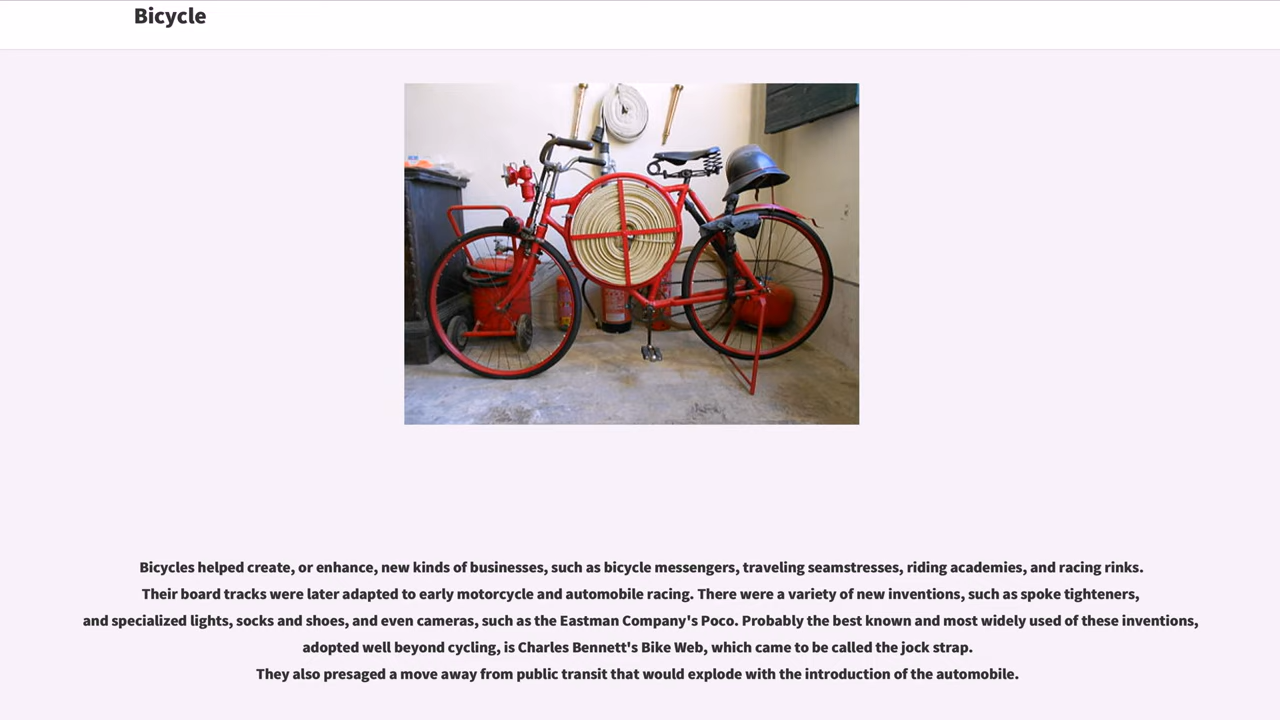 Bicycle
Bicycles helped create, or enhance, new kinds of businesses, such as bicycle messengers, traveling seamstresses, riding academies, and racing rinks.
Their board tracks were later adapted to early motorcycle and automobile racing. There were a variety of new inventions, such as spoke tighteners,
and specialized lights, socks and shoes, and even cameras, such as the Eastman Company's Poco. Probably the best known and most widely used of these inventions,
adopted well beyond cycling, is Charles Bennett's Bike Web, which came to be called the jock strap.
They also presaged a move away from public transit that would explode with the introduction of the automobile.